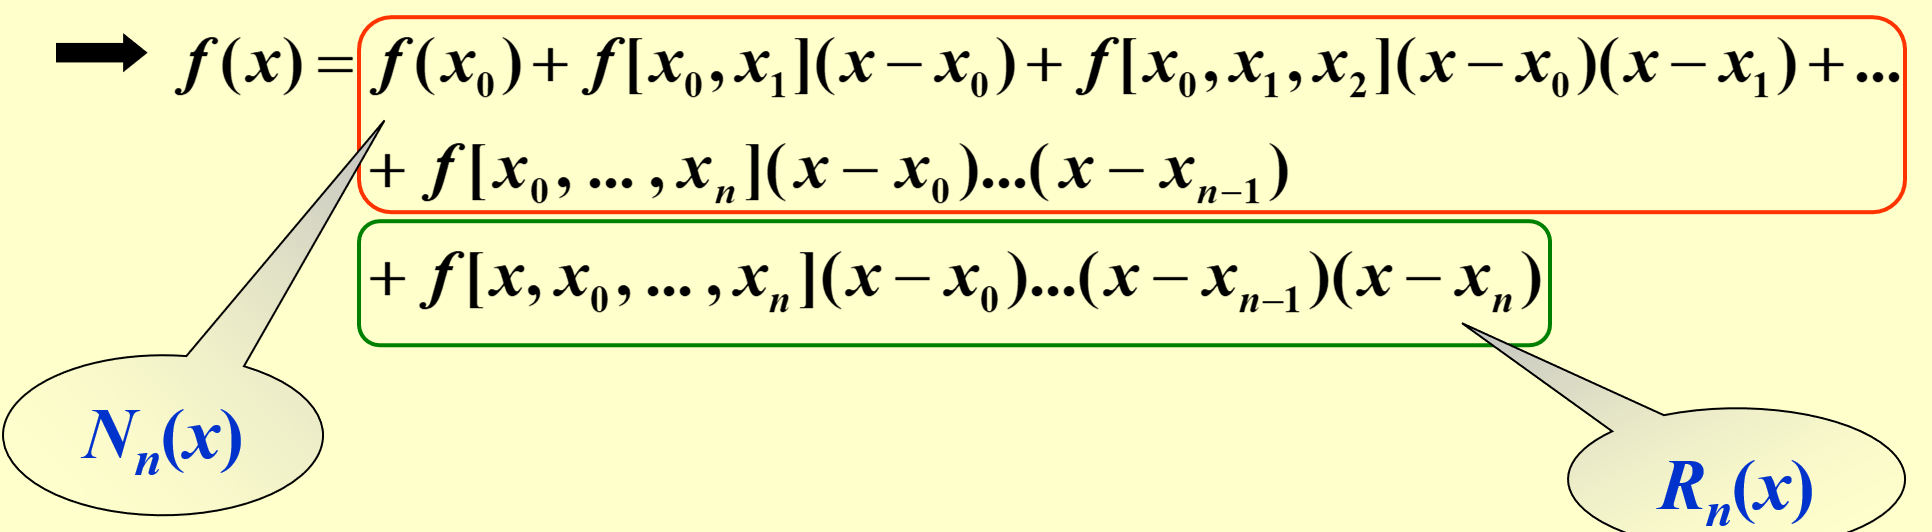 f(x) = f(x₀) + f[x₀, x₁](x − x₀) + f[x₀, x₁, x₂](x − x₀)(x − x₁) + ...
+ f[x₀, ... , xₙ](x − x₀)...(x − xₙ₋₁)
+ f[x, x₀, ... , xₙ](x − x₀)...(x − xₙ₋₁)(x − xₙ)
Nₙ(x)
Rₙ(x)